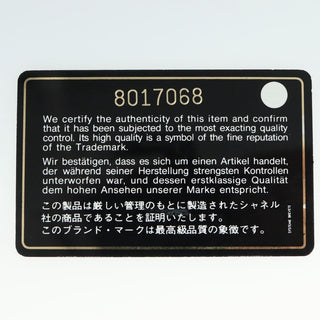 8017068
We certify the authenticity of this item and confirm
that it has been subjected to the most exacting quality
control. Its high quality is a symbol of the fine reputation
of the Trademark.
Wir bestätigen, dass es sich um einen Artikel handelt,
der während seiner Herstellung strengsten Kontrollen
unterworfen war, und dessen erstklassige Qualität
dem hohen Ansehen unserer Marke entspricht.
この製品は厳しい管理のもとに製造されたシャネル
社の商品であることを証明いたします。
このブランド・マークは最高級品質の象徴です。